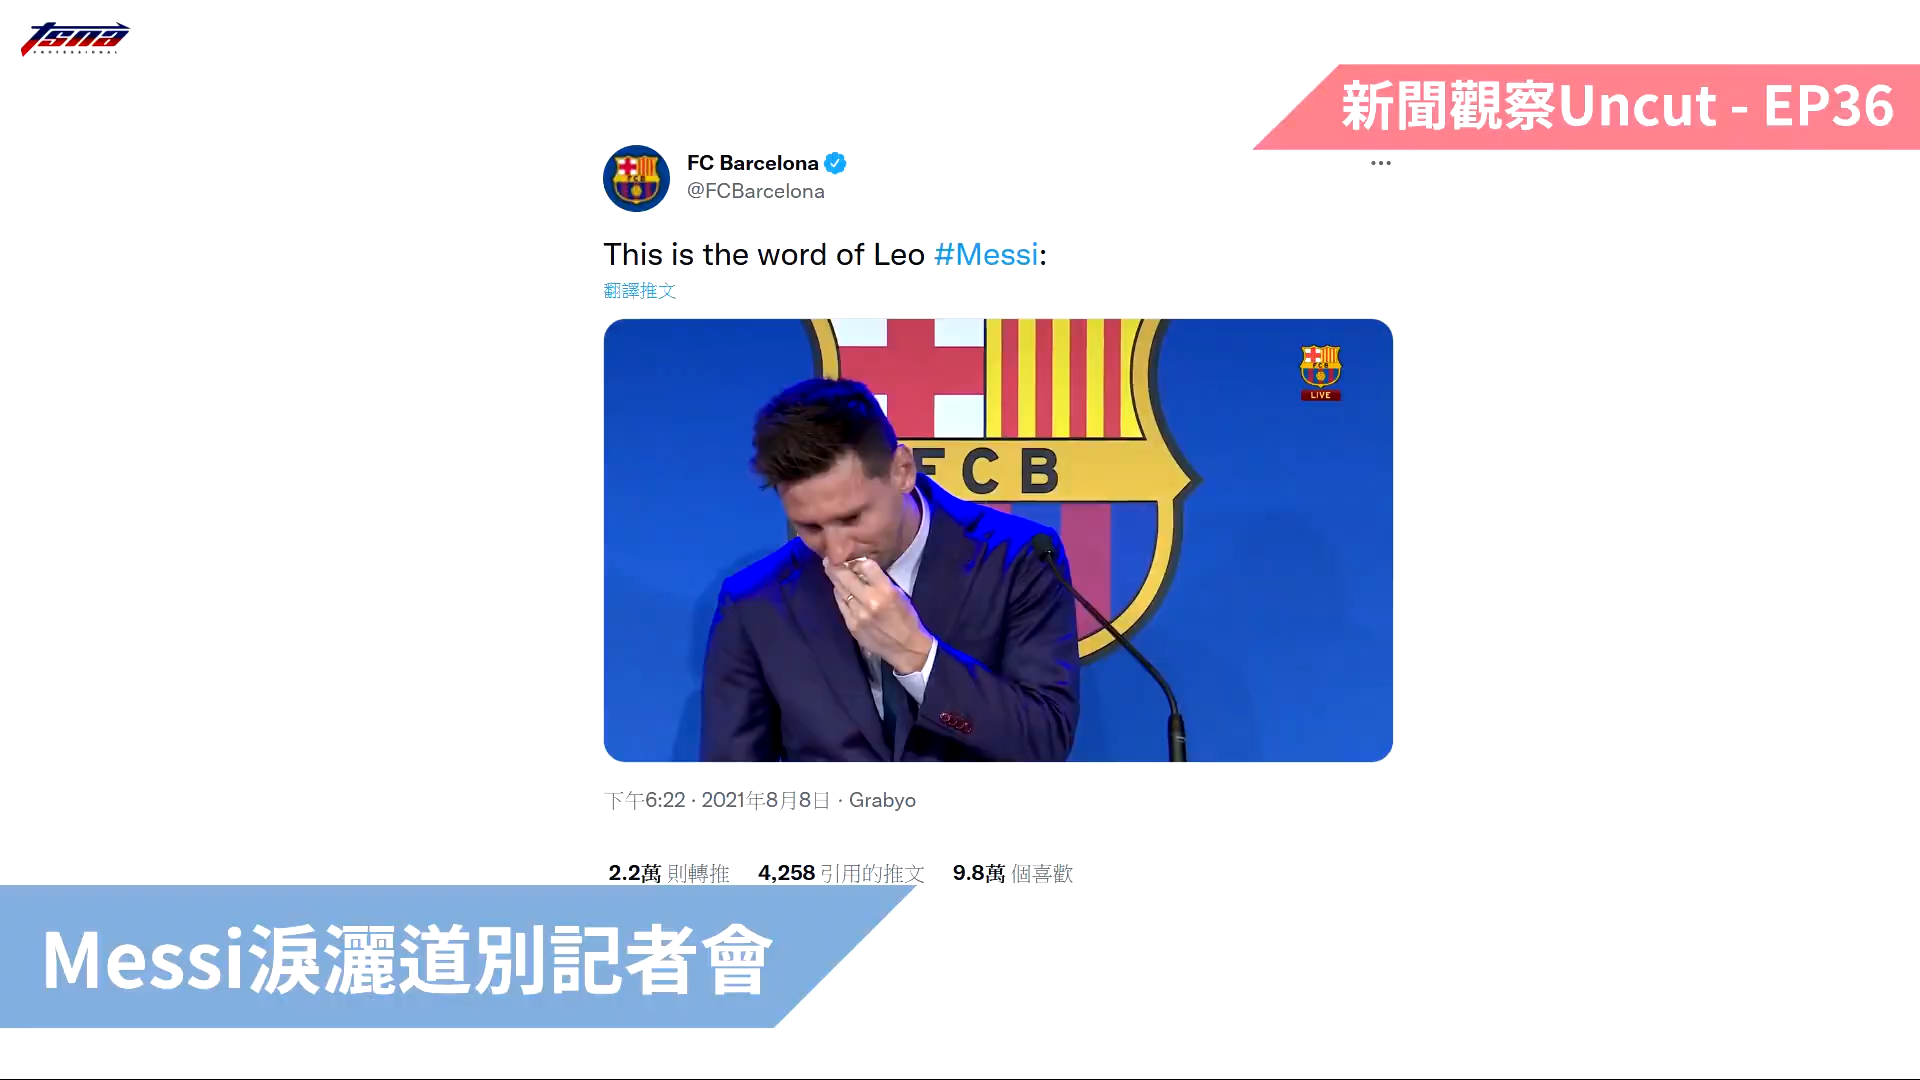 tsna
PROFESSIONAL
新聞觀察Uncut - EP36
FC Barcelona
@FCBarcelona
This is the word of Leo #Messi:
翻譯推文
FCB
LIVE
FCB
下午6:22 · 2021年8月8日 · Grabyo
2.2萬 則轉推 4,258 引用的推文 9.8萬 個喜歡
Messi淚灑道別記者會